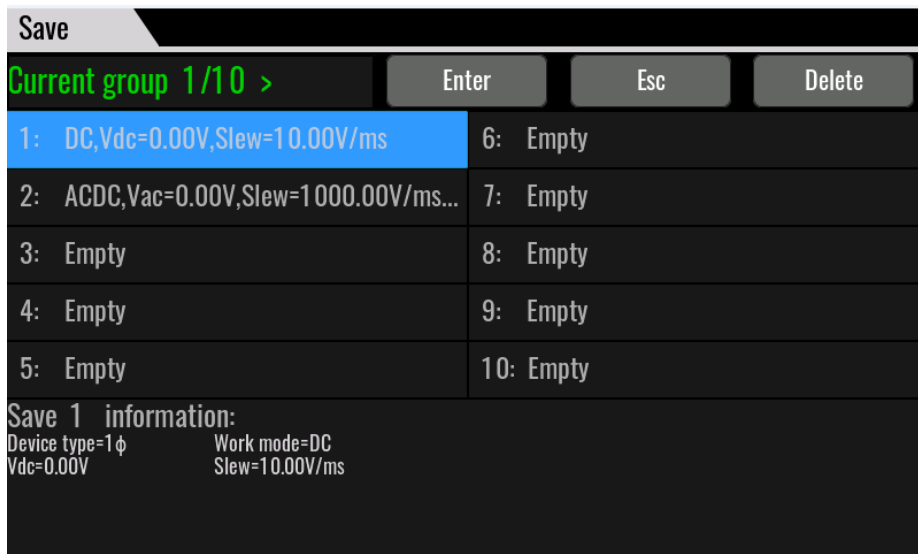 Save
Current group 1/10 > Enter Esc Delete
1: DC,Vdc=0.00V,Slew=10.00V/ms 6: Empty
2: ACDC,Vac=0.00V,Slew=1000.00V/ms... 7: Empty
3: Empty 8: Empty
4: Empty 9: Empty
5: Empty 10: Empty
Save 1 information:
Device type=1ϕ Work mode=DC
Vdc=0.00V Slew=10.00V/ms